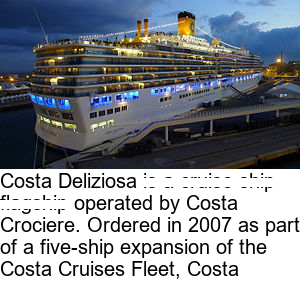 Costa Deliziosa
operated by Costa
Crociere. Ordered in 2007 as part
of a five-ship expansion of the
Costa Cruises Fleet, Costa